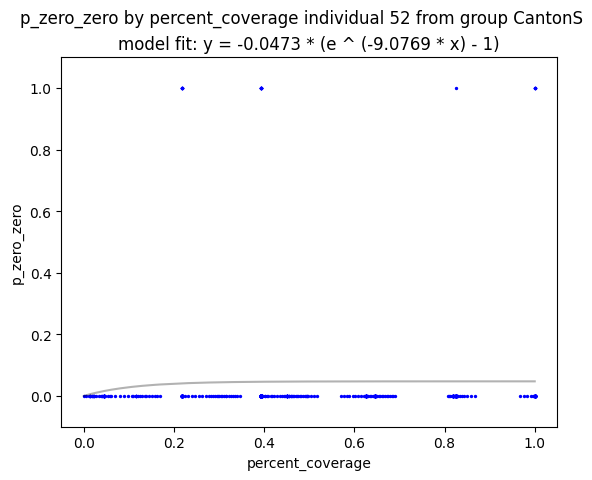 p_zero_zero by percent_coverage individual 52 from group CantonS
model fit: y = -0.0473 * (e ^ (-9.0769 * x) - 1)
1.0
0.8
0.6
0.4
0.2
0.0
p_zero_zero
0.0 0.2 0.4 0.6 0.8 1.0
percent_coverage